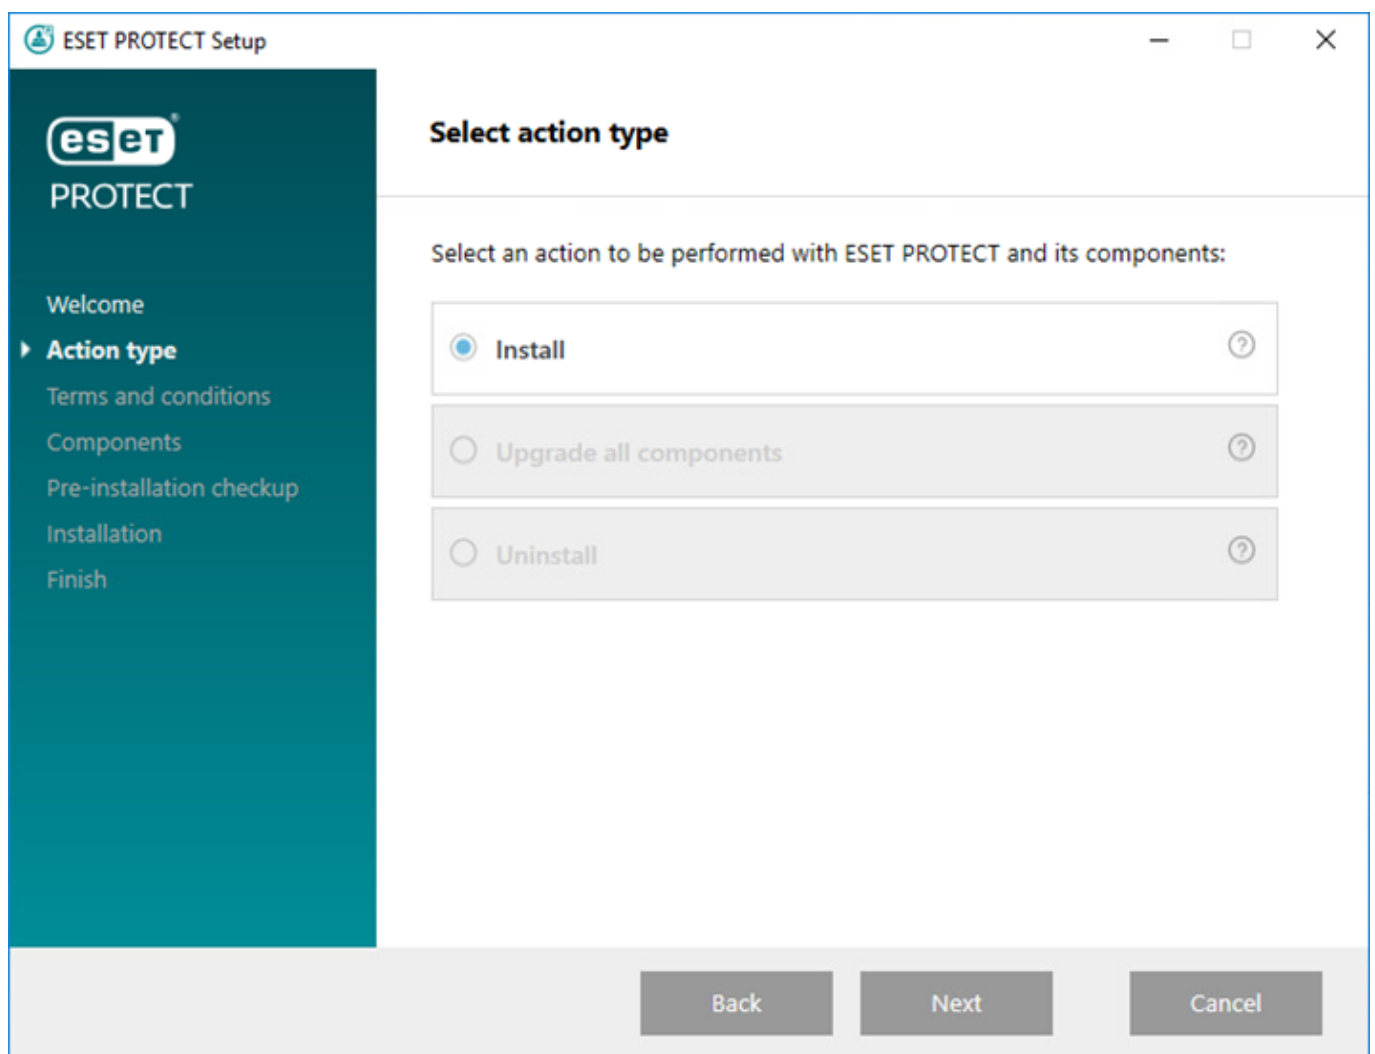 ESET PROTECT Setup
eset®
PROTECT
Welcome
Action type
Terms and conditions
Components
Pre-installation checkup
Installation
Finish
Select action type
Select an action to be performed with ESET PROTECT and its components:
Install
Upgrade all components
Uninstall
Back
Next
Cancel